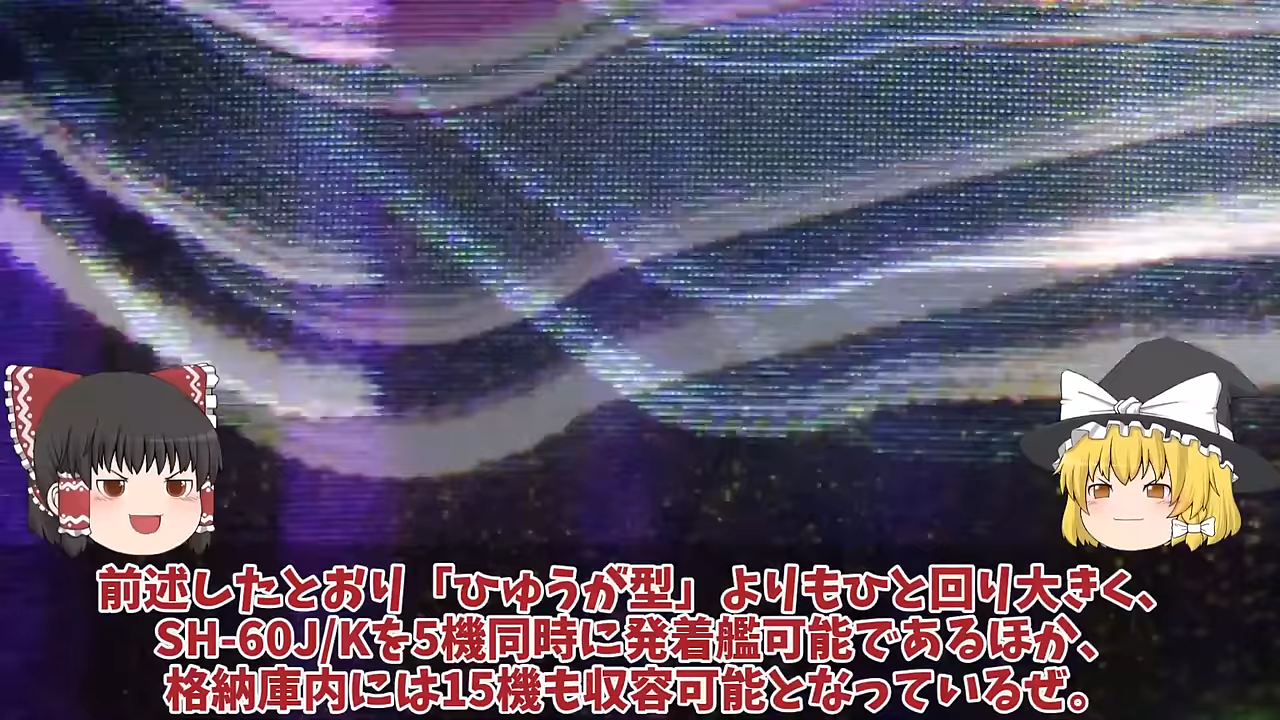 前述したとおり「ひゅうが型」よりもひと回り大きく、
SH-60J/Kを5機同時に発着艦可能であるほか、
格納庫内には15機も収容可能となっているぜ。